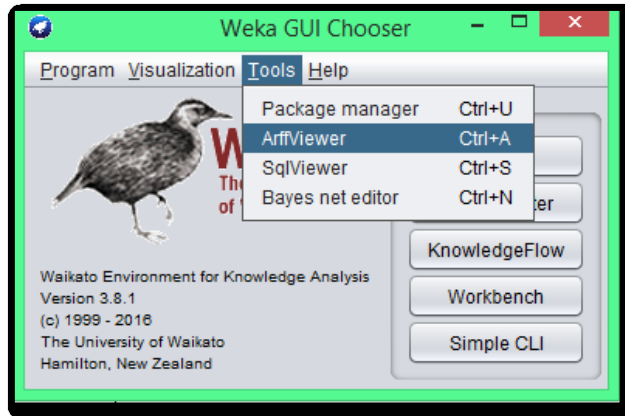 Weka GUI Chooser
Program Visualization Tools Help
Package manager Ctrl+U
ArffViewer Ctrl+A
SqlViewer Ctrl+S
Bayes net editor Ctrl+N
KnowledgeFlow
Workbench
Simple CLI
Waikato Environment for Knowledge Analysis
Version 3.8.1
(c) 1999 - 2016
The University of Waikato
Hamilton, New Zealand